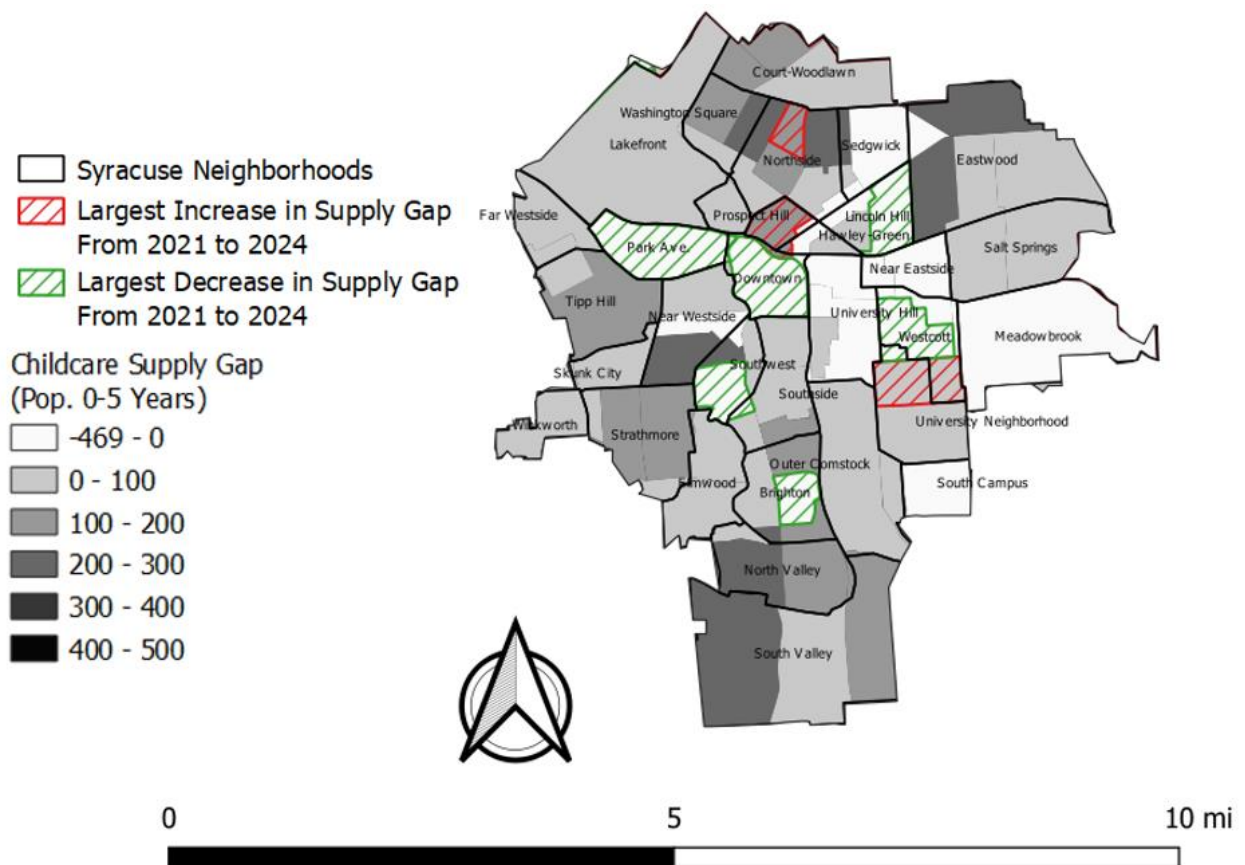 Syracuse Neighborhoods
Largest Increase in Supply Gap
From 2021 to 2024
Largest Decrease in Supply Gap
From 2021 to 2024
Childcare Supply Gap
(Pop. 0-5 Years)
-469 - 0
0 - 100
100 - 200
200 - 300
300 - 400
400 - 500
Court-Woodlawn
Washington Square
Lakefront
Sedgwick
Northside
Eastwood
Far Westside
Prospect Hill
Lincoln Hill
Hawley-Green
Park Ave.
Salt Springs
Near Eastside
Downtown
Tipp Hill
Near Westside
University Hill
Westcott
Meadowbrook
Southwest
Skunk City
Southside
Winkworth
Strathmore
University Neighborhood
Outer Comstock
Elmwood
Brighton
South Campus
North Valley
South Valley
0
5
10 mi